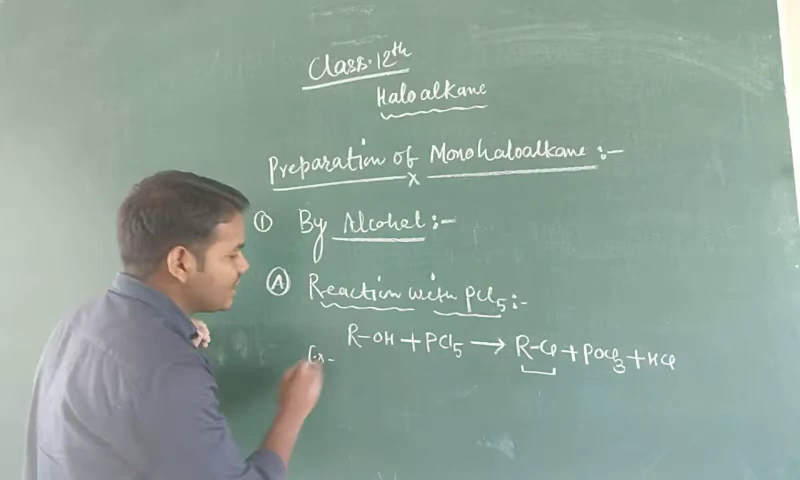 Class:12th
Haloalkane
Preparation of Monohaloalkane :-
① By Alcohol :-
Ⓐ Reaction with PCl5 :-
R-OH + PCl5 → R-Cl + POCl3 + HCl
Ex-